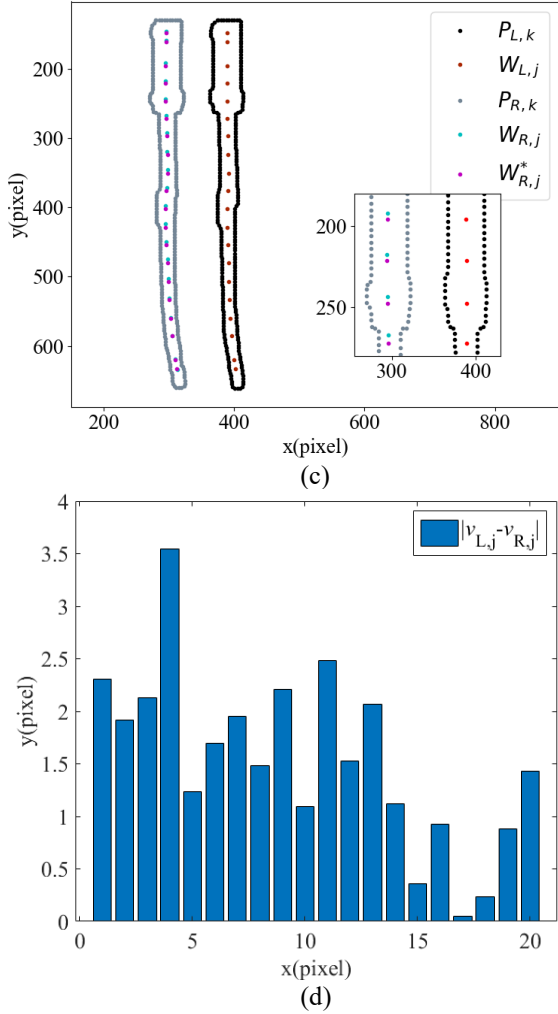 P_{L,k}
W_{L,j}
P_{R,k}
W_{R,j}
W^*_{R,j}
y(pixel)
200
300
400
500
600
200
250
300 400
200 400 600 800
x(pixel)
(c)
|v_{L,j}-v_{R,j}|
y(pixel)
4
3.5
3
2.5
2
1.5
1
0.5
0
0 5 10 15 20
x(pixel)
(d)